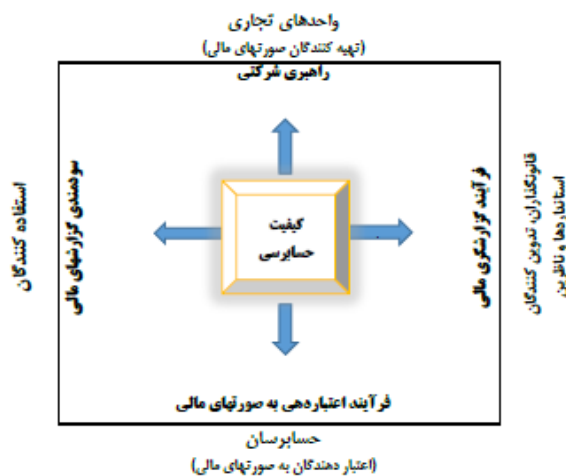 واحدهای تجاری
(تهیه کنندگان صورتهای مالی)
راهبری شرکتی
قانونگذاران، تدوین کنندگان
استانداردها و ناظرین
فرآیند گزارشگری مالی
کیفیت
حسابرسی
سودمندی گزارشهای مالی
استفاده کنندگان
فرآیند اعتباردهی به صورتهای مالی
حسابرسان
(اعتبار دهندگان به صورتهای مالی)